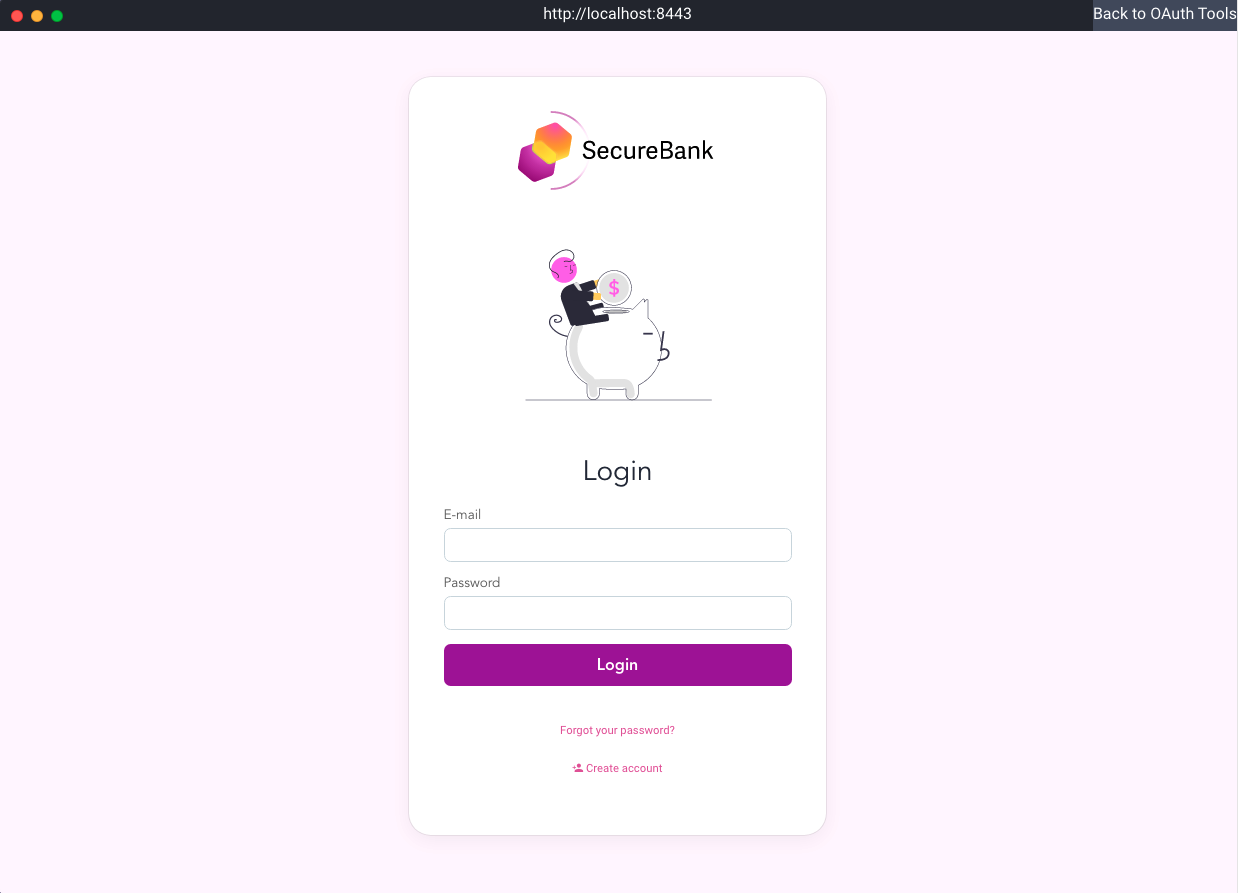 http://localhost:8443
Back to OAuth Tools
SecureBank
$
Login
E-mail
Password
Login
Forgot your password?
Create account